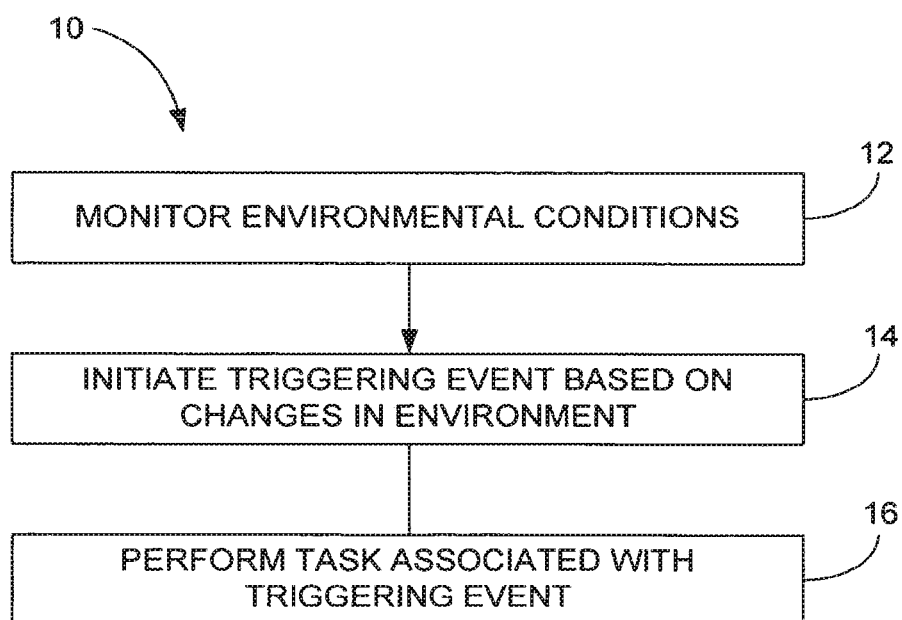 10
12
MONITOR ENVIRONMENTAL CONDITIONS
14
INITIATE TRIGGERING EVENT BASED ON
CHANGES IN ENVIRONMENT
16
PERFORM TASK ASSOCIATED WITH
TRIGGERING EVENT